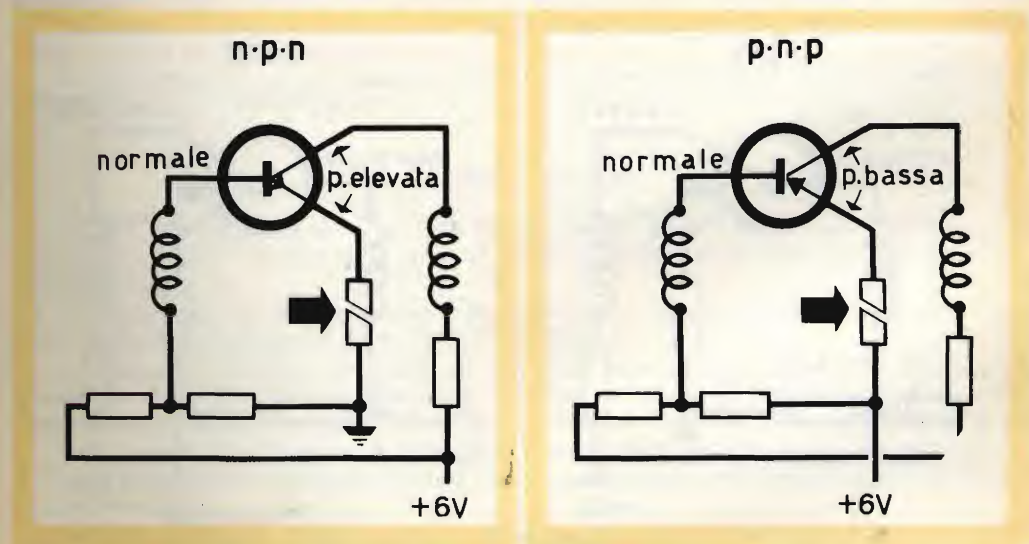 n·p·n
normale
p.elevata
+6V
p·n·p
normale
p.bassa
+6V